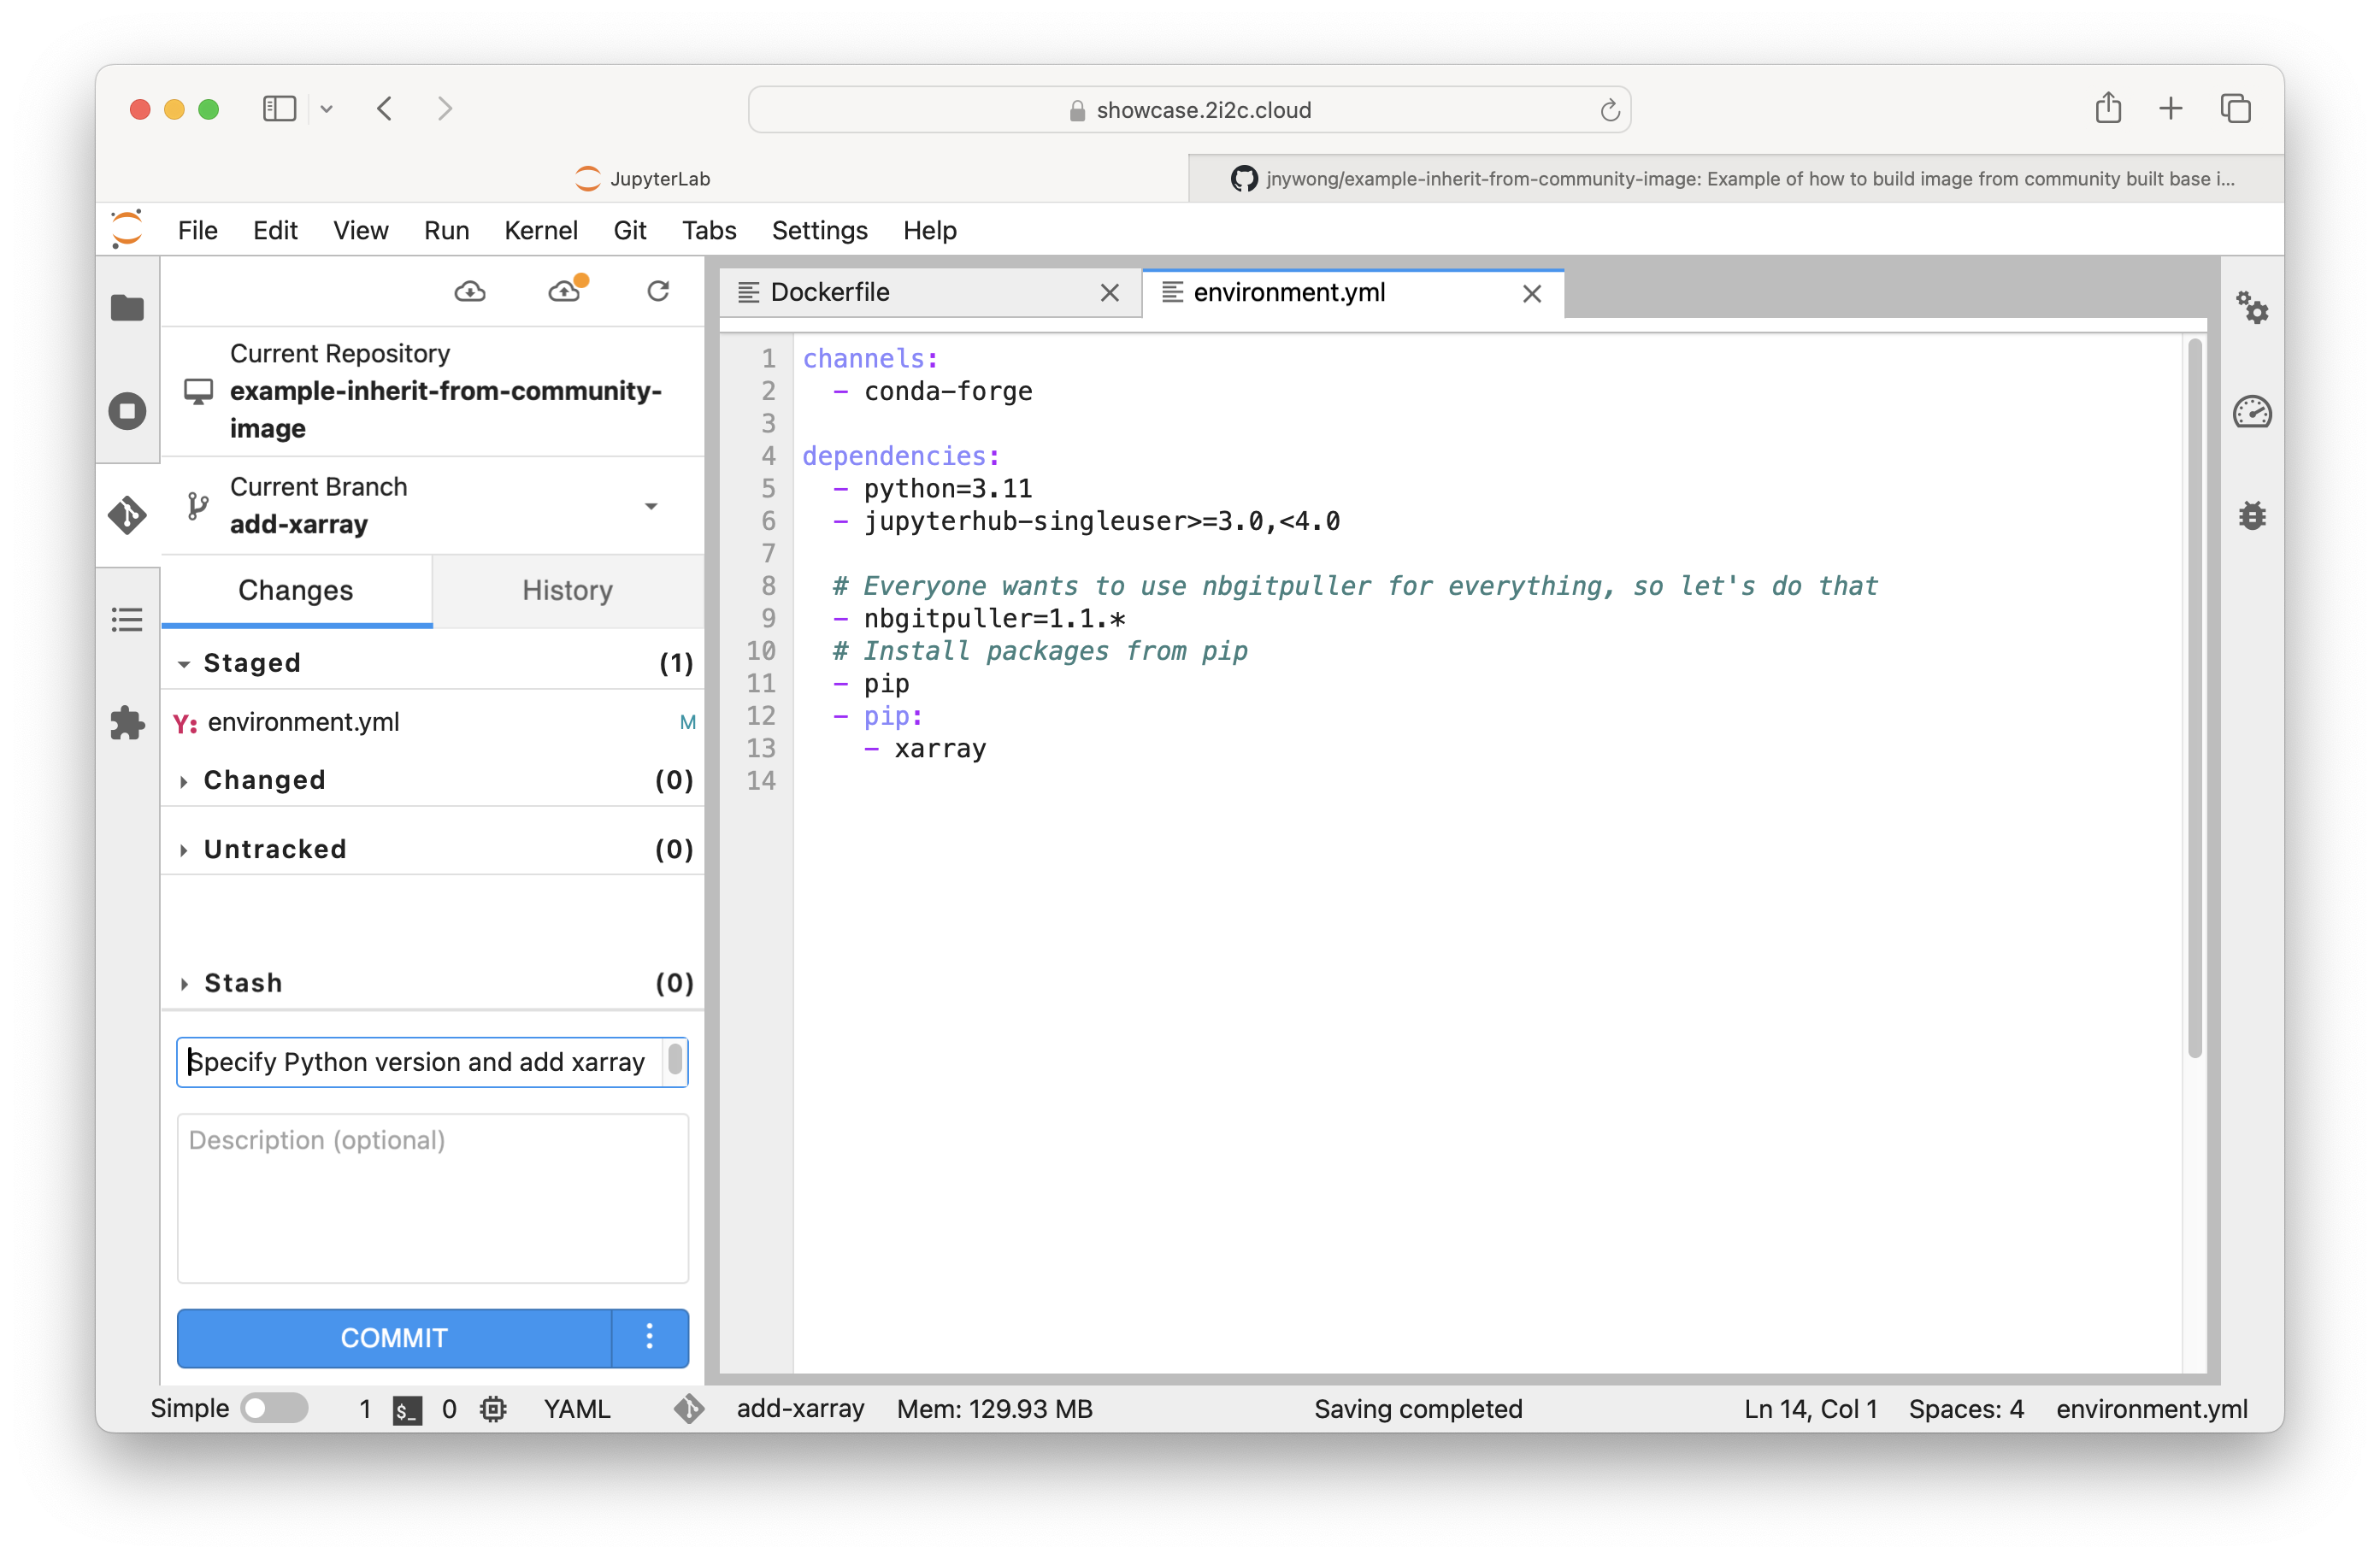 showcase.2i2c.cloud
JupyterLab
jnywong/example-inherit-from-community-image: Example of how to build image from community built base i...
File Edit View Run Kernel Git Tabs Settings Help
Current Repository
example-inherit-from-community-
image
Current Branch
add-xarray
Changes History
Staged (1)
Y: environment.yml M
Changed (0)
Untracked (0)
Stash (0)
Specify Python version and add xarray
Description (optional)
COMMIT
Dockerfile
environment.yml
1 channels:
2   - conda-forge
3
4 dependencies:
5   - python=3.11
6   - jupyterhub-singleuser>=3.0,<4.0
7
8   # Everyone wants to use nbgitpuller for everything, so let's do that
9   - nbgitpuller=1.1.*
10   # Install packages from pip
11   - pip
12   - pip:
13     - xarray
14
Simple 1 $_ 0 YAML add-xarray Mem: 129.93 MB Saving completed Ln 14, Col 1 Spaces: 4 environment.yml